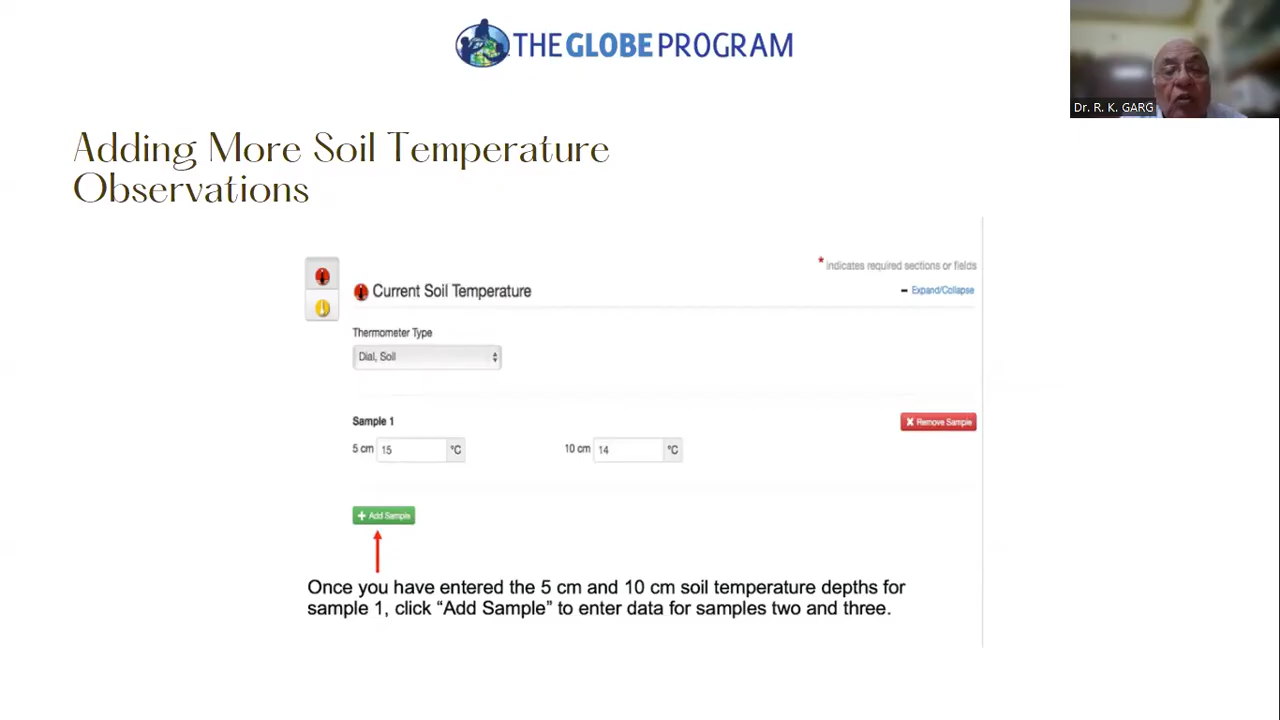 THE GLOBE PROGRAM
Dr. R. K. GARG
Adding More Soil Temperature
Observations
* indicates required sections or fields
Current Soil Temperature
− Expand/Collapse
Thermometer Type
Dial, Soil
Sample 1
✖ Remove Sample
5 cm 15 °C
10 cm 14 °C
+ Add Sample
Once you have entered the 5 cm and 10 cm soil temperature depths for
sample 1, click “Add Sample” to enter data for samples two and three.